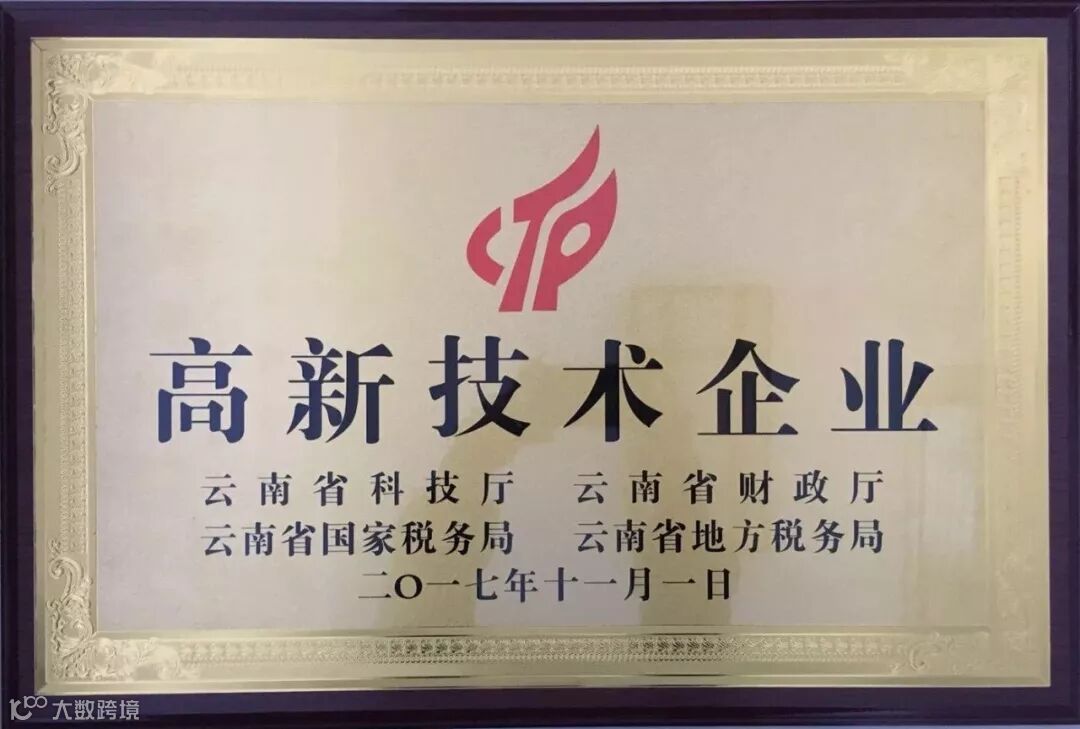 CTP
高新技术企业
云南省科技厅 云南省财政厅
云南省国家税务局 云南省地方税务局
二〇一七年十一月一日
大数跨境